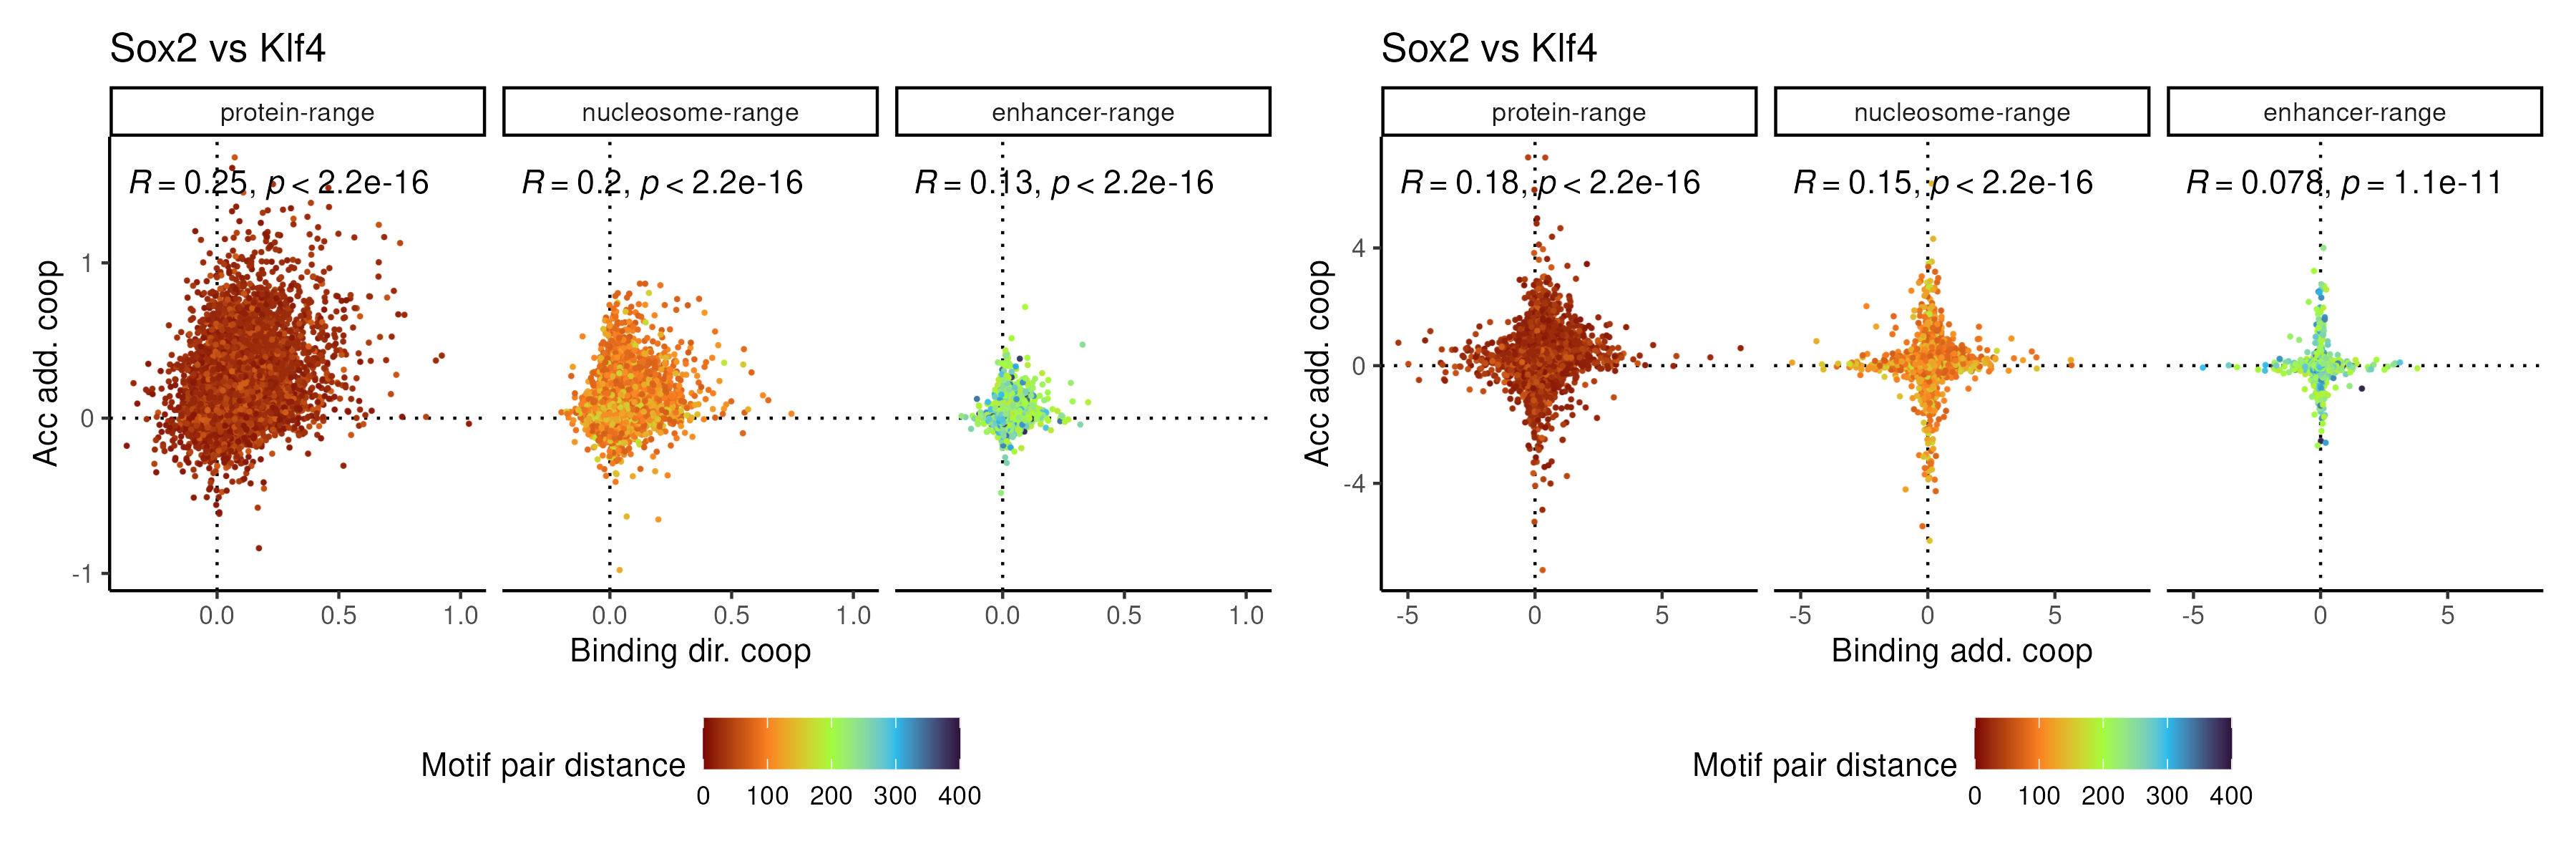 Sox2 vs Klf4
protein-range
nucleosome-range
enhancer-range
R = 0.25, p < 2.2e-16
R = 0.2, p < 2.2e-16
R = 0.13, p < 2.2e-16
Acc add. coop
1
0
-1
0.0 0.5 1.0
0.0 0.5 1.0
0.0 0.5 1.0
Binding dir. coop
Motif pair distance
0 100 200 300 400
Sox2 vs Klf4
protein-range
nucleosome-range
enhancer-range
R = 0.18, p < 2.2e-16
R = 0.15, p < 2.2e-16
R = 0.078, p = 1.1e-11
Acc add. coop
4
0
-4
-5 0 5
-5 0 5
-5 0 5
Binding add. coop
Motif pair distance
0 100 200 300 400